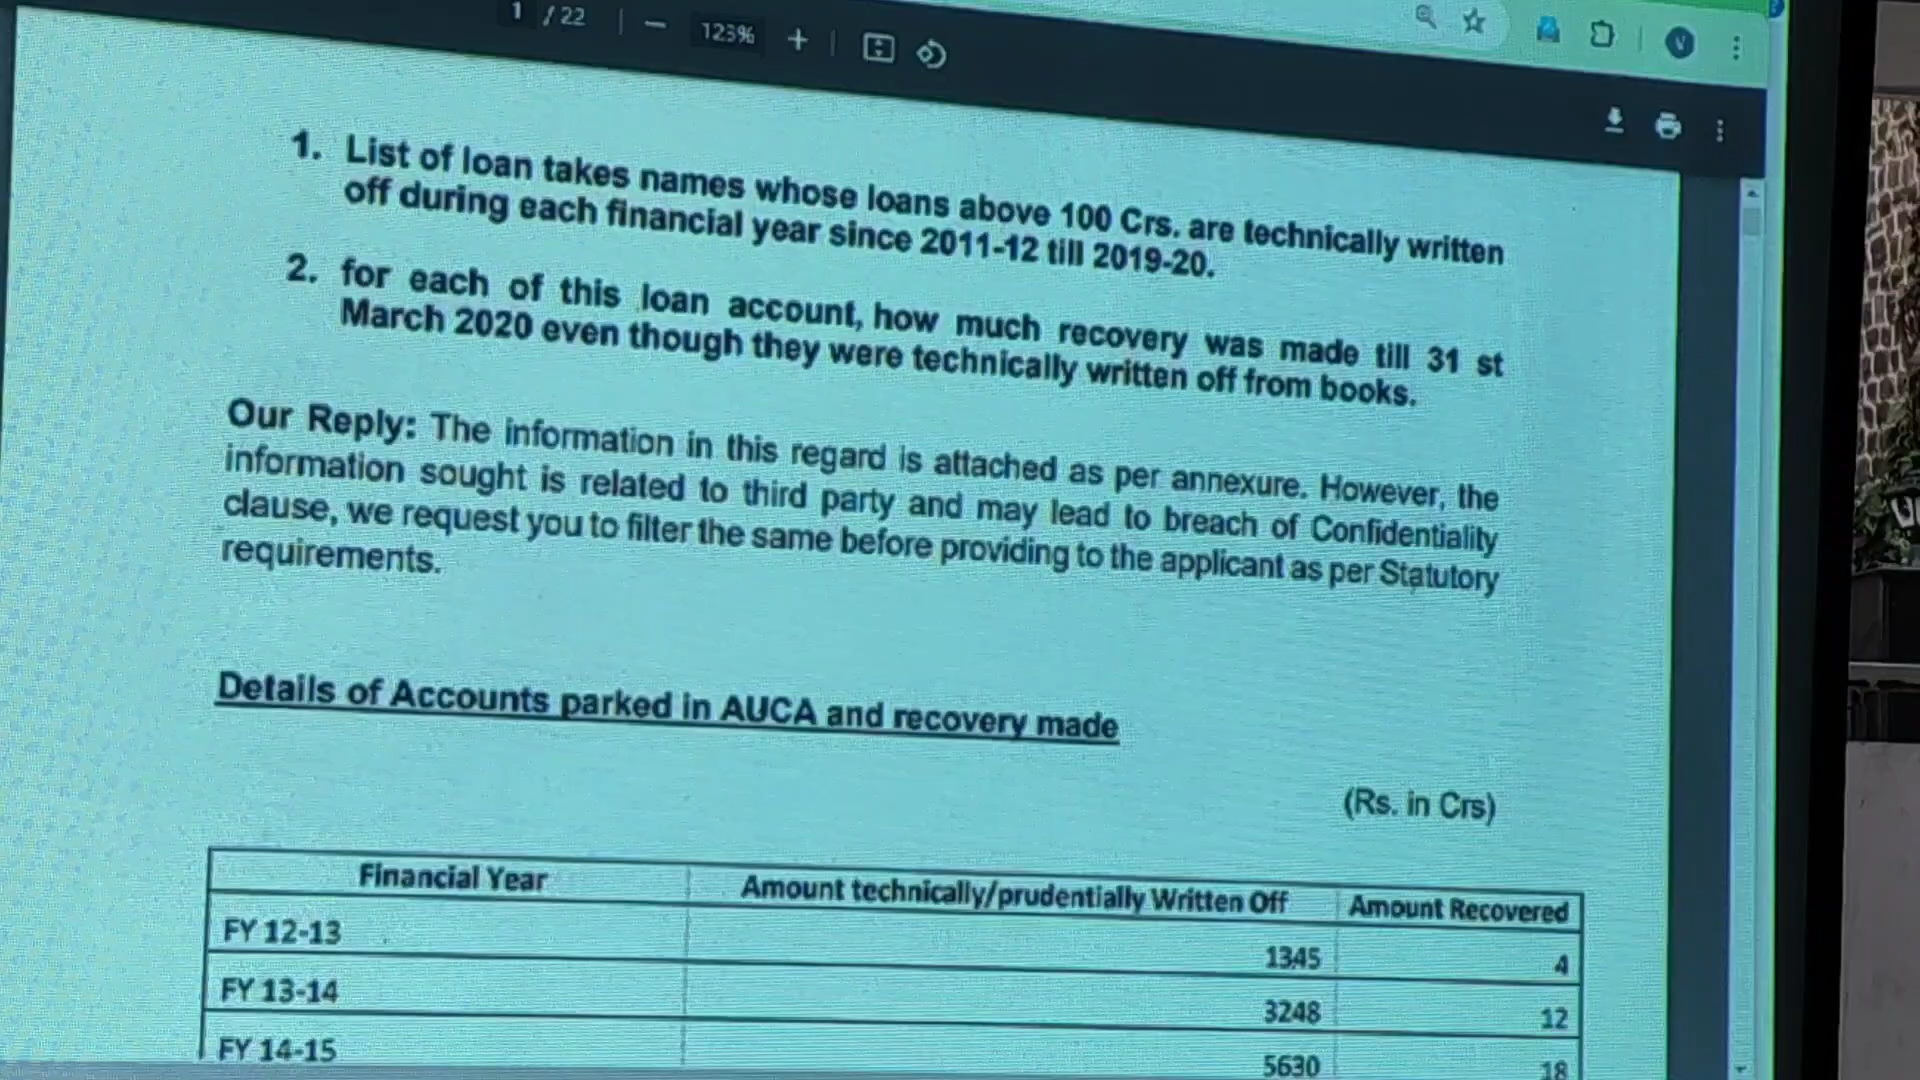 1 / 22 | − 123% + |
V
1. List of loan takes names whose loans above 100 Crs. are technically written
off during each financial year since 2011-12 till 2019-20.
2. for each of this loan account, how much recovery was made till 31 st
March 2020 even though they were technically written off from books.
Our Reply: The information in this regard is attached as per annexure. However, the
information sought is related to third party and may lead to breach of Confidentiality
clause, we request you to filter the same before providing to the applicant as per Statutory
requirements.
Details of Accounts parked in AUCA and recovery made
(Rs. in Crs)
Financial Year Amount technically/prudentially Written Off Amount Recovered
FY 12-13 1345 4
FY 13-14 3248 12
FY 14-15 5630 18